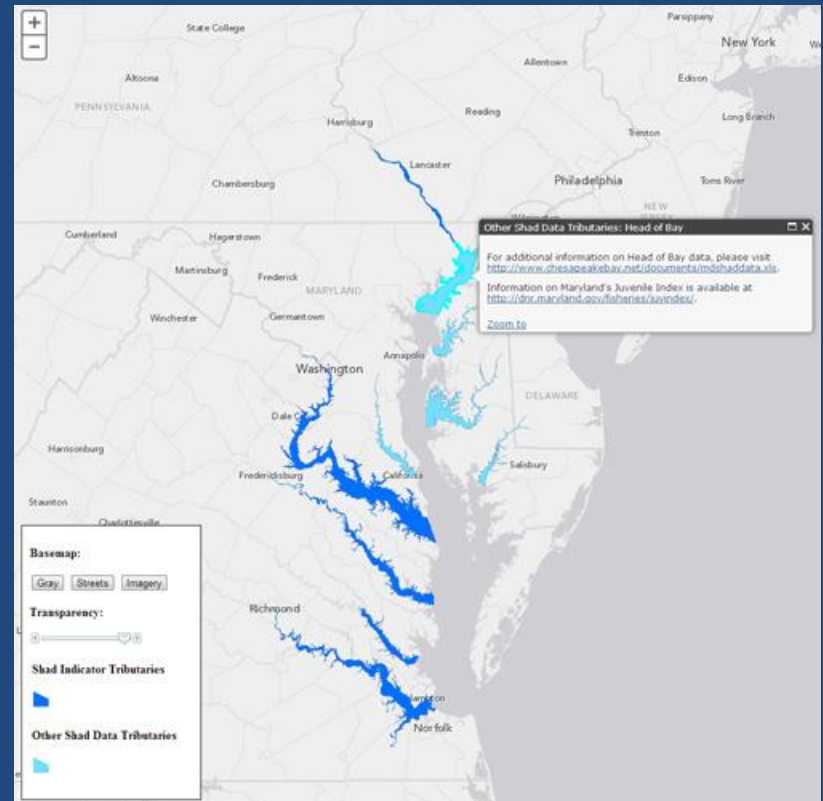 +
−
State College
Parsippany
New York
Allentown
Altoona
Edison
PENNSYLVANIA
Reading
Long Branch
Harrisburg
Trenton
Lancaster
Chambersburg
Philadelphia
Toms River
NEW
Cumberland
Hagerstown
Other Shad Data Tributaries: Head of Bay
For additional information on Head of Bay data, please visit
http://www.chesapeakebay.net/documents/mdshaddata.xls.
Information on Maryland's Juvenile Index is available at
http://dnr.maryland.gov/fisheries/juvindex/.
Zoom to
Martinsburg
Frederick
MARYLAND
Winchester
Germantown
Annapolis
Washington
DELAWARE
Dale C
Harrisonburg
Salisbury
Fredericksburg
California
Staunton
Charlottesville
Basemap:
Gray Streets Imagery
Transparency:
Richmond
Shad Indicator Tributaries
Hampton
Norfolk
Other Shad Data Tributaries